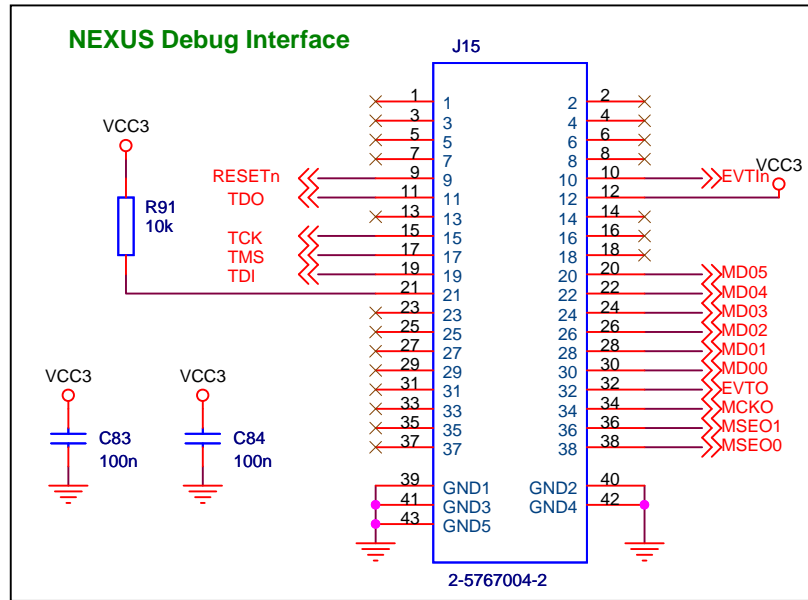 NEXUS Debug Interface
J15
1 1 2 2
3 3 4 4
5 5 6 6
VCC3 7 7 8 8
RESETn 9 9 10 10 EVTIn VCC3
TDO 11 11 12 12
R91 13 13 14 14
10k
TCK 15 15 16 16
TMS 17 17 18 18
TDI 19 19 20 20 MD05
21 21 22 22 MD04
23 23 24 24 MD03
25 25 26 26 MD02
27 27 28 28 MD01
VCC3 VCC3 29 29 30 30 MD00
31 31 32 32 EVTO
33 33 34 34 MCKO
C83 C84 35 35 36 36 MSEO1
100n 100n 37 37 38 38 MSEO0
39 GND1 GND2 40
41 GND3 GND4 42
43 GND5
2-5767004-2